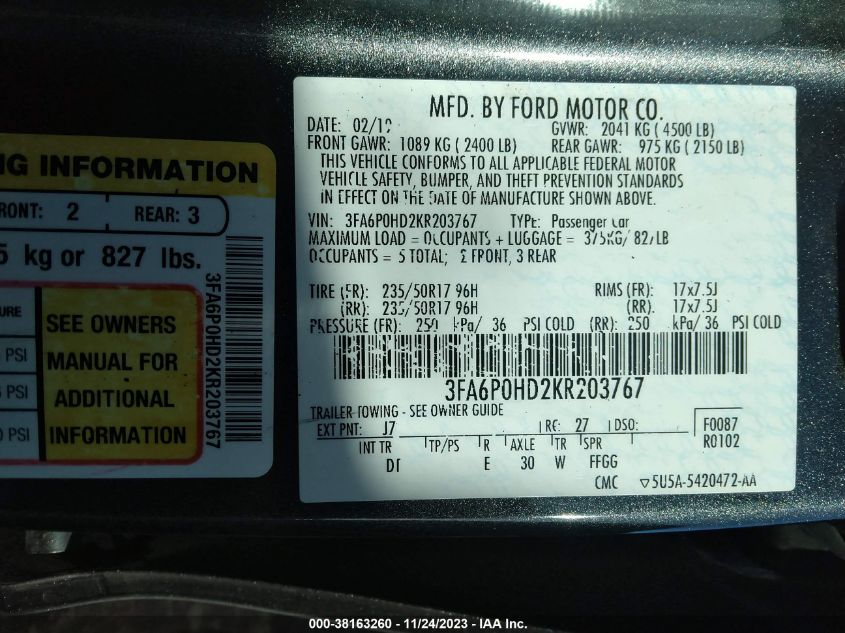 NG INFORMATION
FRONT: 2 REAR: 3
5 kg or 827 lbs.
URE
PSI
PSI
PSI
SEE OWNERS
MANUAL FOR
ADDITIONAL
INFORMATION
3FA6P0HD2KR203767
MFD. BY FORD MOTOR CO.
DATE: 02/19 GVWR: 2041 KG ( 4500 LB)
FRONT GAWR: 1089 KG ( 2400 LB) REAR GAWR: 975 KG ( 2150 LB)
THIS VEHICLE CONFORMS TO ALL APPLICABLE FEDERAL MOTOR
VEHICLE SAFETY, BUMPER, AND THEFT PREVENTION STANDARDS
IN EFFECT ON THE DATE OF MANUFACTURE SHOWN ABOVE.
VIN: 3FA6P0HD2KR203767 TYPE: Passenger Car
MAXIMUM LOAD = OCCUPANTS + LUGGAGE = 375KG/ 827LB
OCCUPANTS = 5 TOTAL; 2 FRONT, 3 REAR
TIRE (FR): 235/50R17 96H RIMS (FR): 17x7.5J
(RR): 235/50R17 96H (RR): 17x7.5J
PRESSURE (FR): 250 kPa/ 36 PSI COLD (RR): 250 kPa/ 36 PSI COLD
3FA6P0HD2KR203767
TRAILER TOWING - SEE OWNER GUIDE
EXT PNT: J7 RC: 27 DSO: F0087
R0102
INT TR TP/PS R AXLE TR SPR
E 30 W FFGG
CMC ▽5U5A-5420472-AA
000-38163260 - 11/24/2023 - IAA Inc.